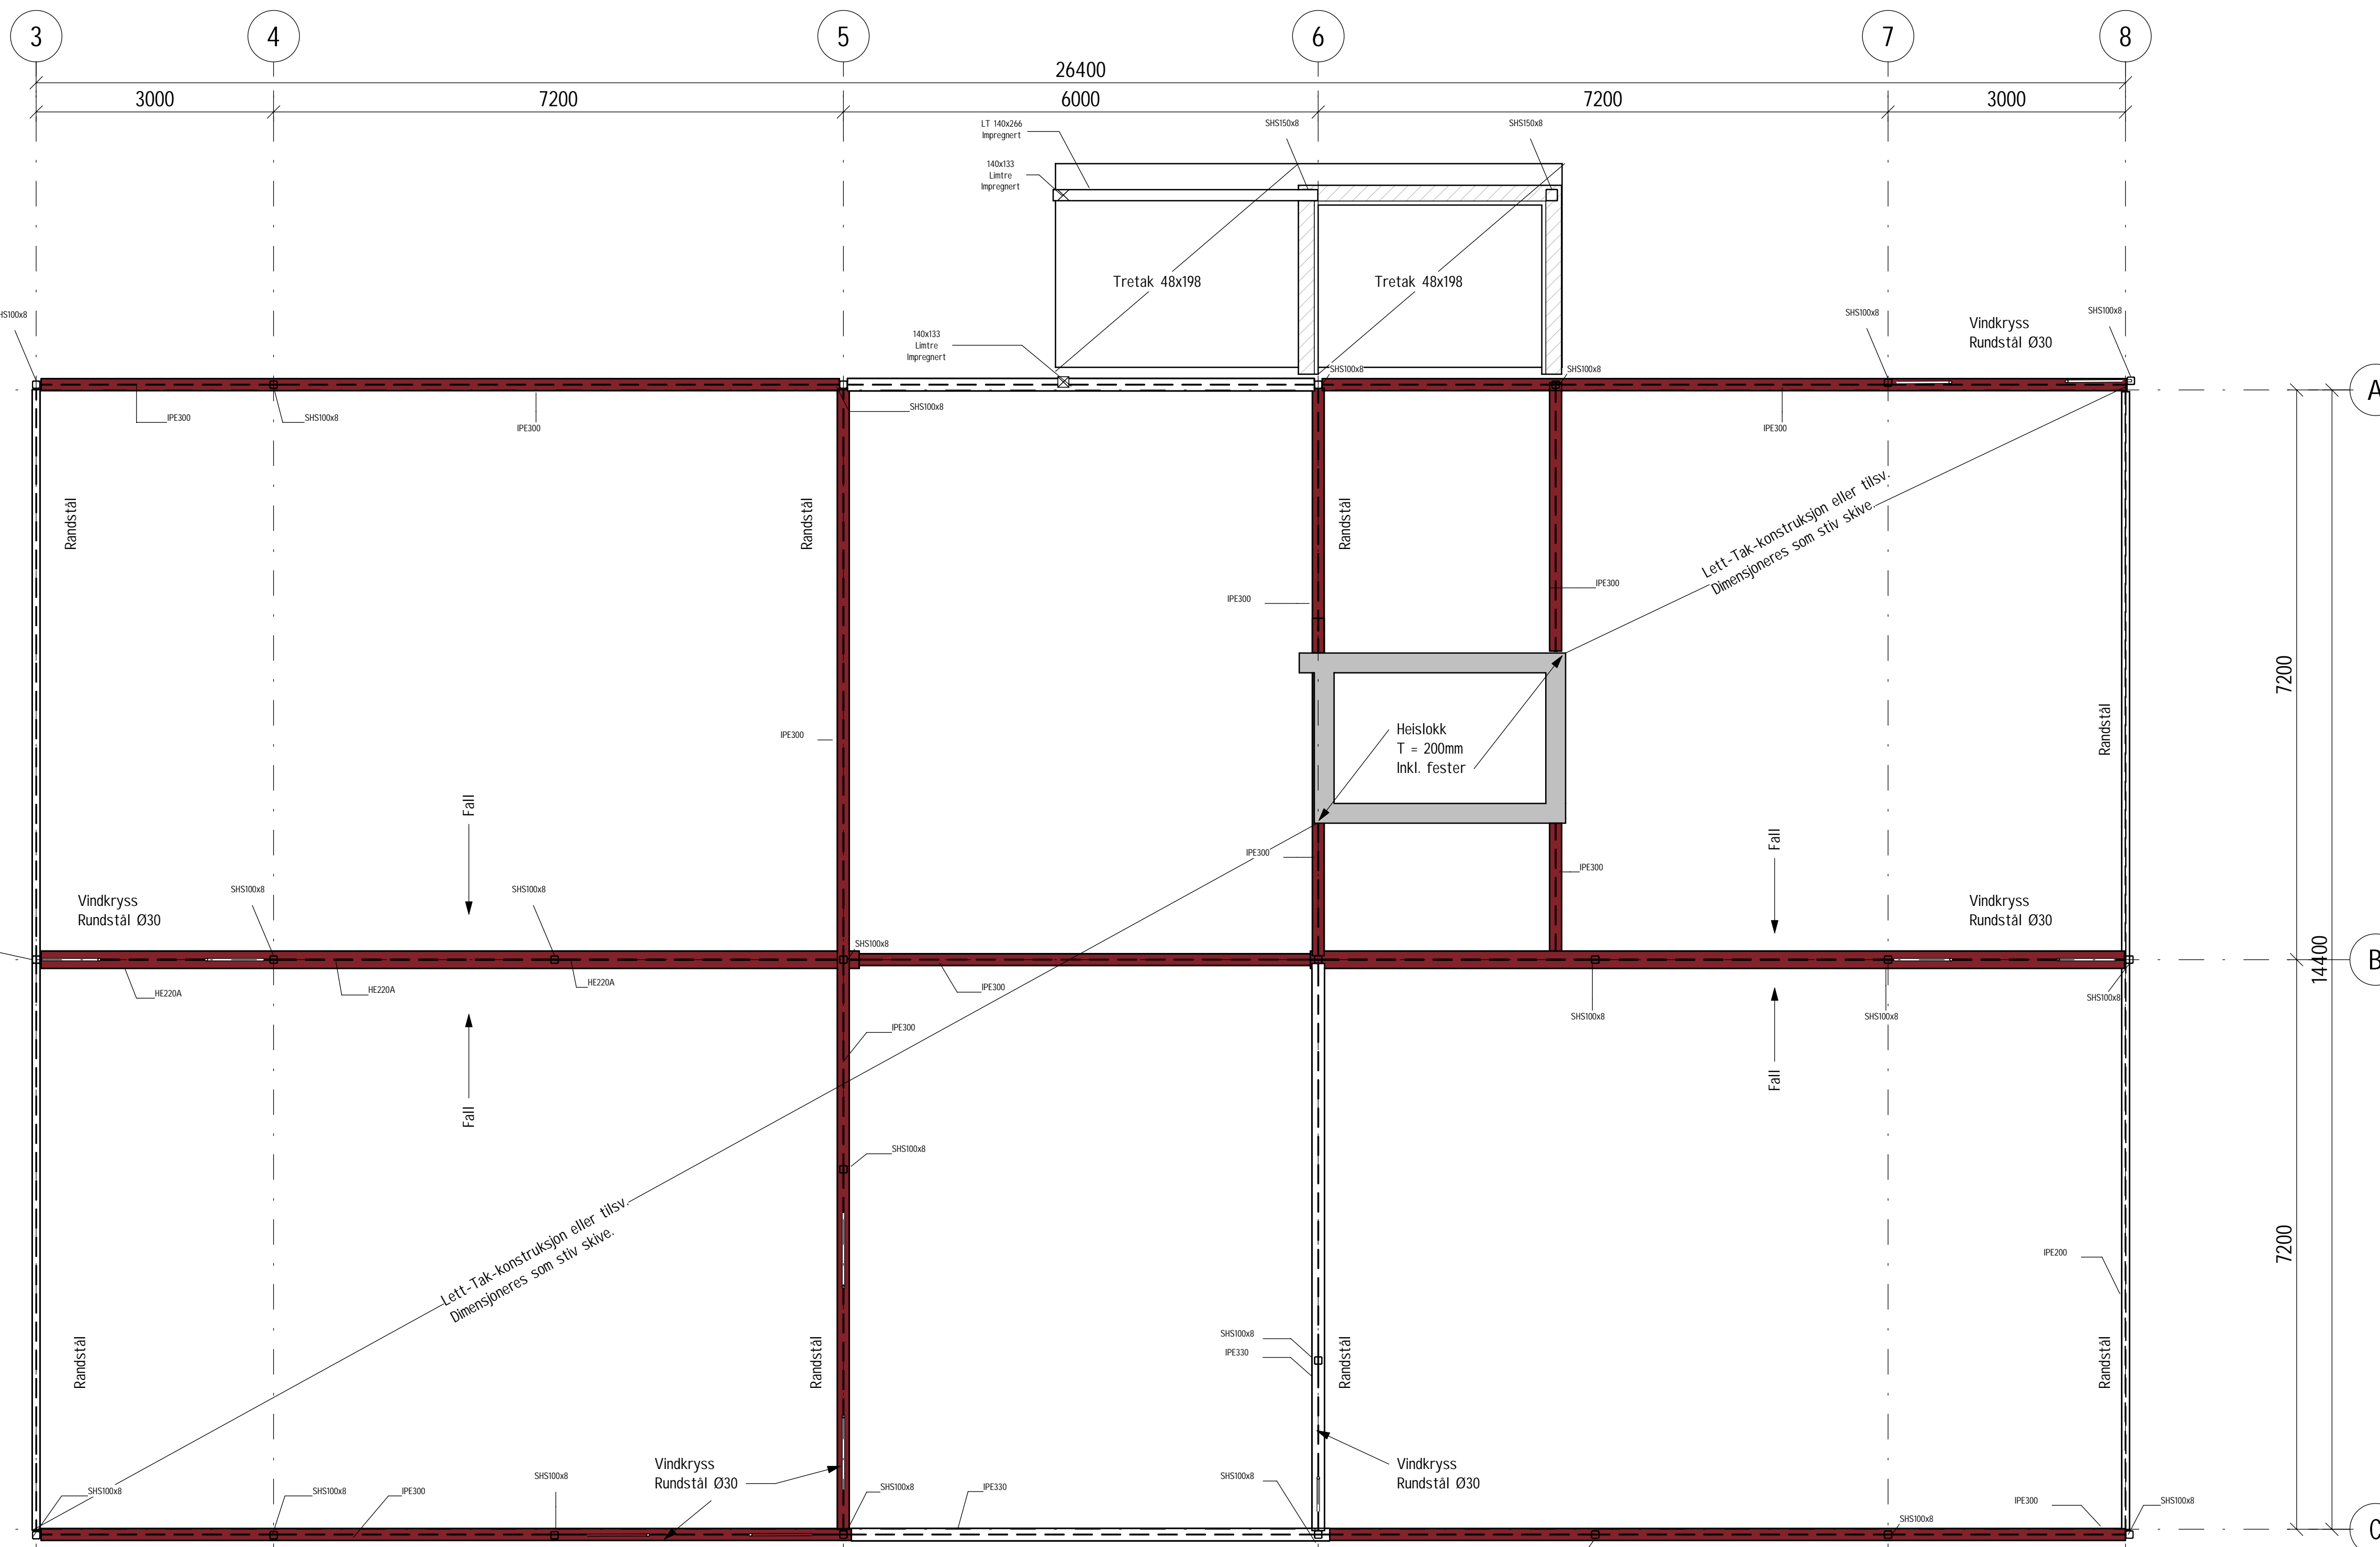 3
4
5
6
7
8
26400
3000
7200
6000
7200
3000
LT 140x266
Impregnert
SHS150x8
SHS150x8
140x133
Limtre
Impregnert
Tretak 48x198
Tretak 48x198
HS100x8
SHS100x8
SHS100x8
Vindkryss
Rundstål Ø30
140x133
Limtre
Impregnert
SHS100x8
SHS100x8
A
IPE300
SHS100x8
IPE300
SHS100x8
IPE300
Randstål
Randstål
Randstål
Lett-Tak-konstruksjon eller tilsv.
Dimensjoneres som stiv skive.
IPE300
IPE300
7200
Randstål
IPE300
Heislokk
T = 200mm
Inkl. fester
Fall
Fall
IPE300
IPE300
Vindkryss
Rundstål Ø30
SHS100x8
SHS100x8
Vindkryss
Rundstål Ø30
SHS100x8
14400
B
HE220A
HE220A
HE220A
IPE300
SHS100x8
SHS100x8
SHS100x8
IPE300
Fall
Fall
SHS100x8
Lett-Tak-konstruksjon eller tilsv.
Dimensjoneres som stiv skive.
7200
IPE200
SHS100x8
IPE330
Randstål
Randstål
Randstål
Randstål
Vindkryss
Rundstål Ø30
Vindkryss
Rundstål Ø30
SHS100x8
SHS100x8
IPE300
SHS100x8
SHS100x8
IPE330
SHS100x8
IPE300
SHS100x8
SHS100x8
C